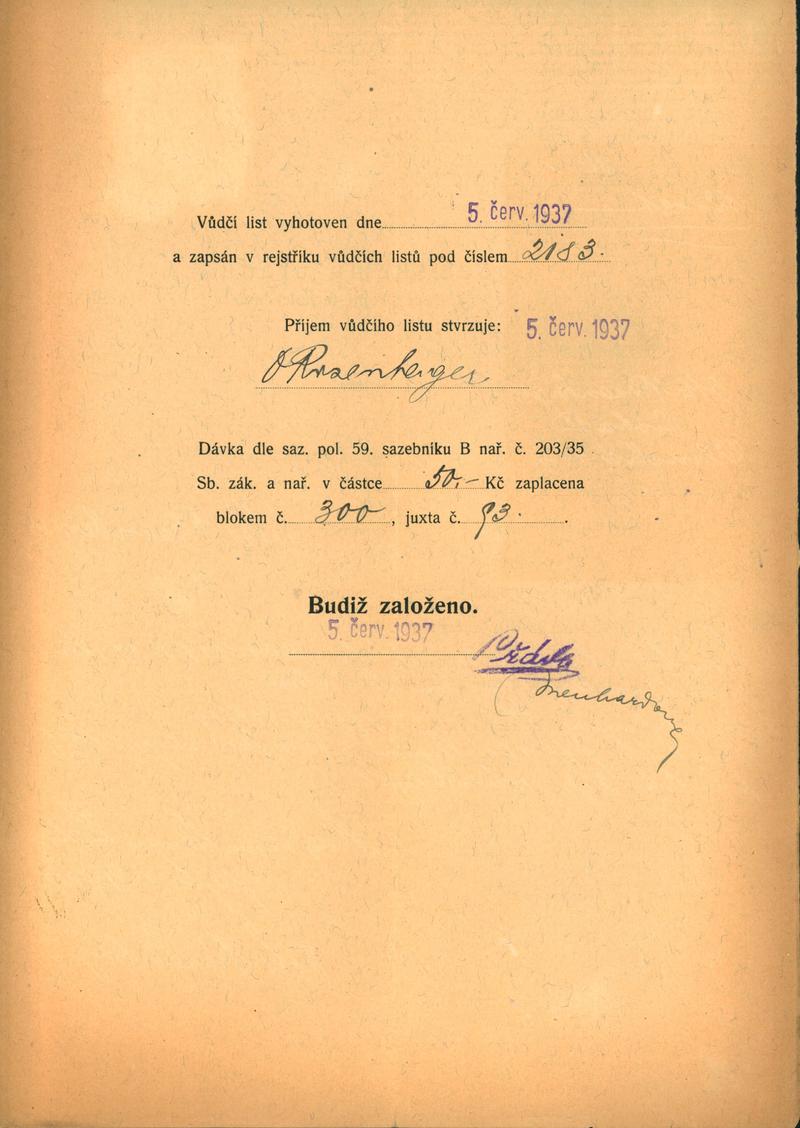 Vůdčí list vyhotoven dne 5. červ. 1937
a zapsán v rejstříku vůdčích listů pod číslem 2183.
Příjem vůdčího listu stvrzuje: 5. červ. 1937
ORosenberger
Dávka dle saz. pol. 59. sazebníku B nař. č. 203/35
Sb. zák. a nař. v částce 50.- Kč zaplacena
blokem č. 300, juxta č. 93.
Budiž založeno.
5. červ. 1937